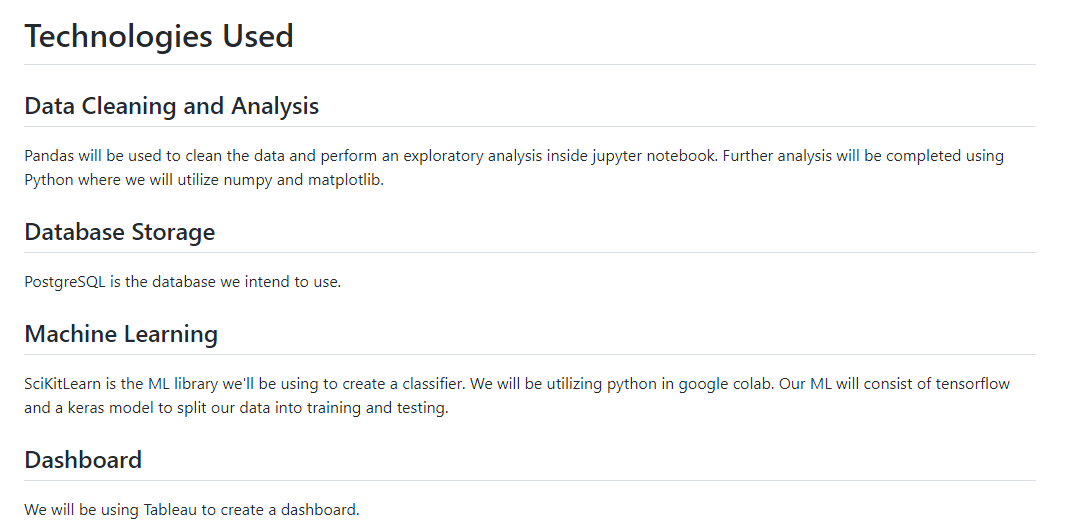 Technologies Used
Data Cleaning and Analysis
Pandas will be used to clean the data and perform an exploratory analysis inside jupyter notebook. Further analysis will be completed using
Python where we will utilize numpy and matplotlib.
Database Storage
PostgreSQL is the database we intend to use.
Machine Learning
SciKitLearn is the ML library we'll be using to create a classifier. We will be utilizing python in google colab. Our ML will consist of tensorflow
and a keras model to split our data into training and testing.
Dashboard
We will be using Tableau to create a dashboard.